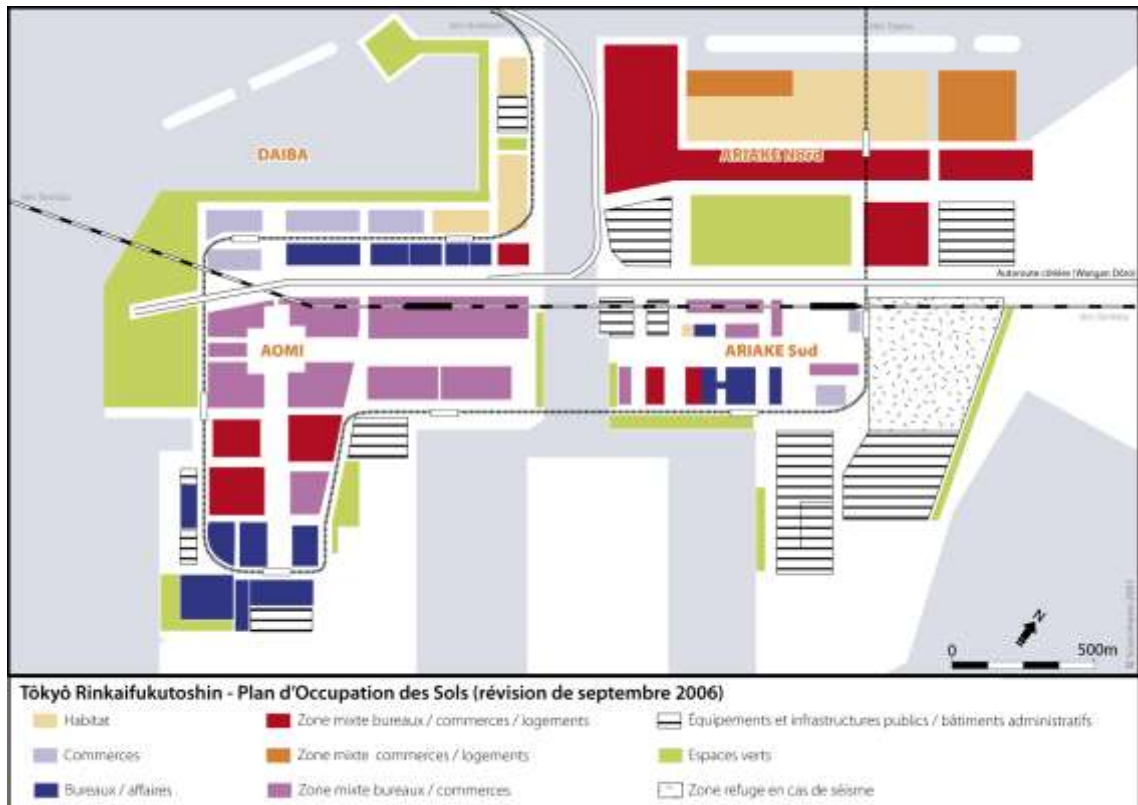 DAIBA
ARIAKE Nord
Autoroute côtière (Wangan Dôro)
AOMI
ARIAKE Sud
N
0 500m
Tôkyô Rinkaifukutoshin - Plan d'Occupation des Sols (révision de septembre 2006)
Habitat
Zone mixte bureaux / commerces / logements
Équipements et infrastructures publics / bâtiments administratifs
Commerces
Zone mixte commerces / logements
Espaces verts
Bureaux / affaires
Zone mixte bureaux / commerces
Zone refuge en cas de séisme